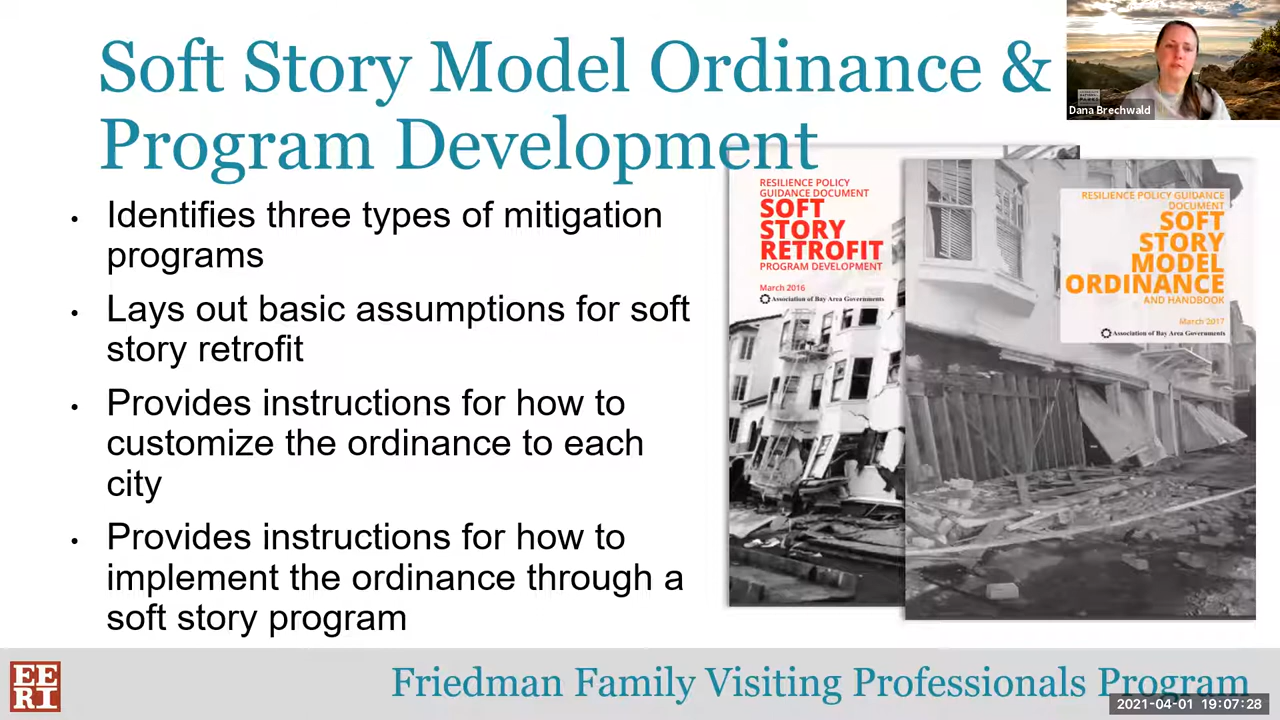 Soft Story Model Ordinance &
Program Development
Dana Brechwald
• Identifies three types of mitigation
programs
• Lays out basic assumptions for soft
story retrofit
• Provides instructions for how to
customize the ordinance to each
city
• Provides instructions for how to
implement the ordinance through a
soft story program
RESILIENCE POLICY
GUIDANCE DOCUMENT
SOFT
STORY
RETROFIT
PROGRAM DEVELOPMENT
March 2016
Association of Bay Area Governments
RESILIENCE POLICY GUIDANCE
DOCUMENT
SOFT
STORY
MODEL
ORDINANCE
AND HANDBOOK
March 2017
Association of Bay Area Governments
EE
RI
Friedman Family Visiting Professionals Program
2021-04-01 19:07:28